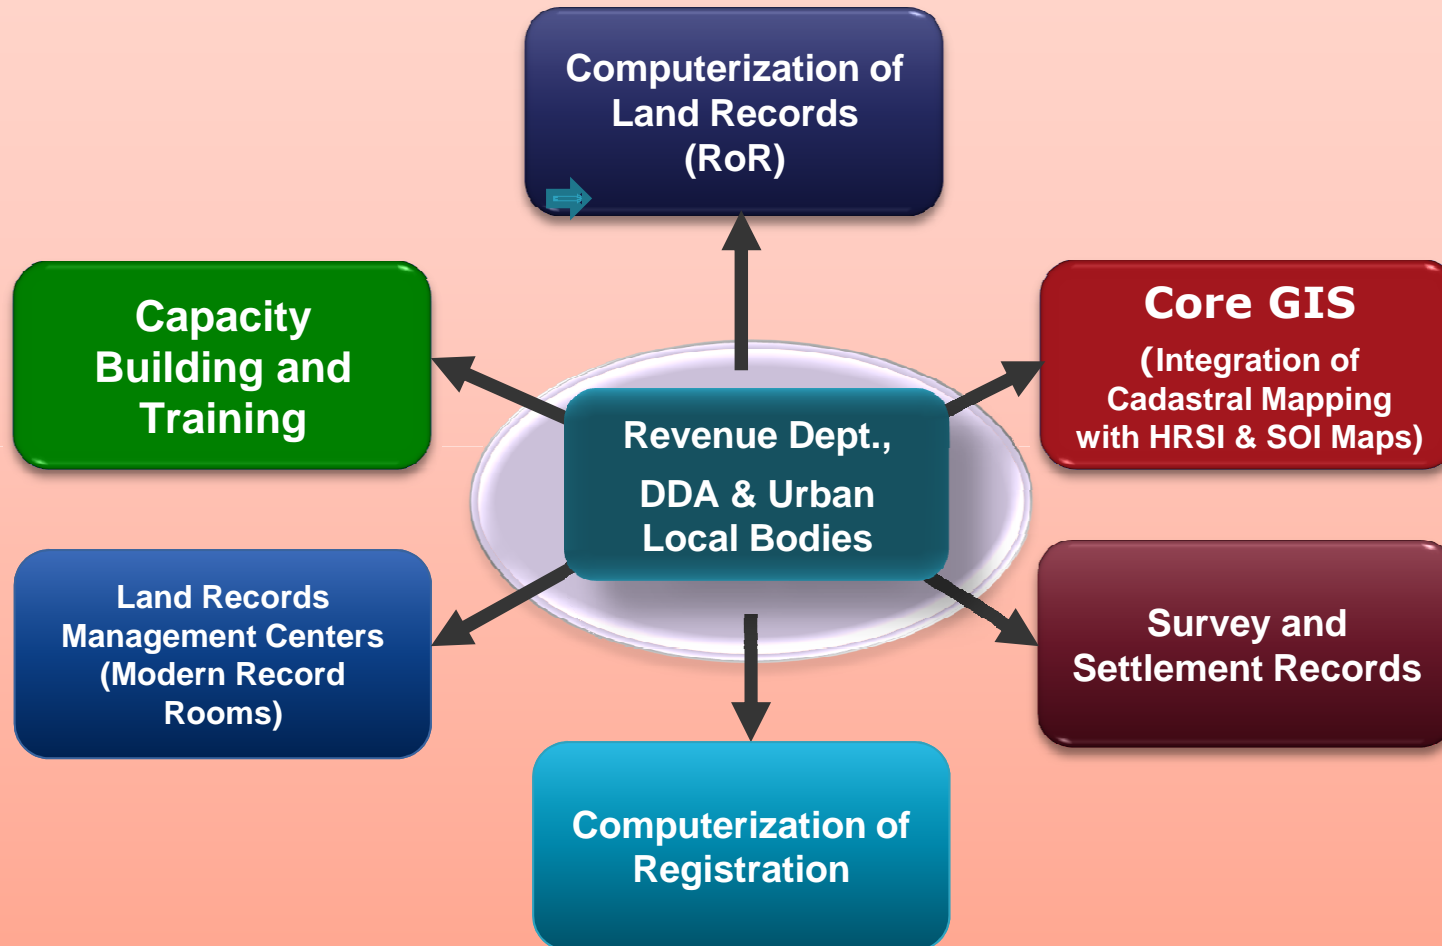 Computerization of
Land Records
(RoR)
Capacity
Building and
Training
Core GIS
(Integration of
Cadastral Mapping
with HRSI & SOI Maps)
Revenue Dept.,
DDA & Urban
Local Bodies
Land Records
Management Centers
(Modern Record
Rooms)
Survey and
Settlement Records
Computerization of
Registration